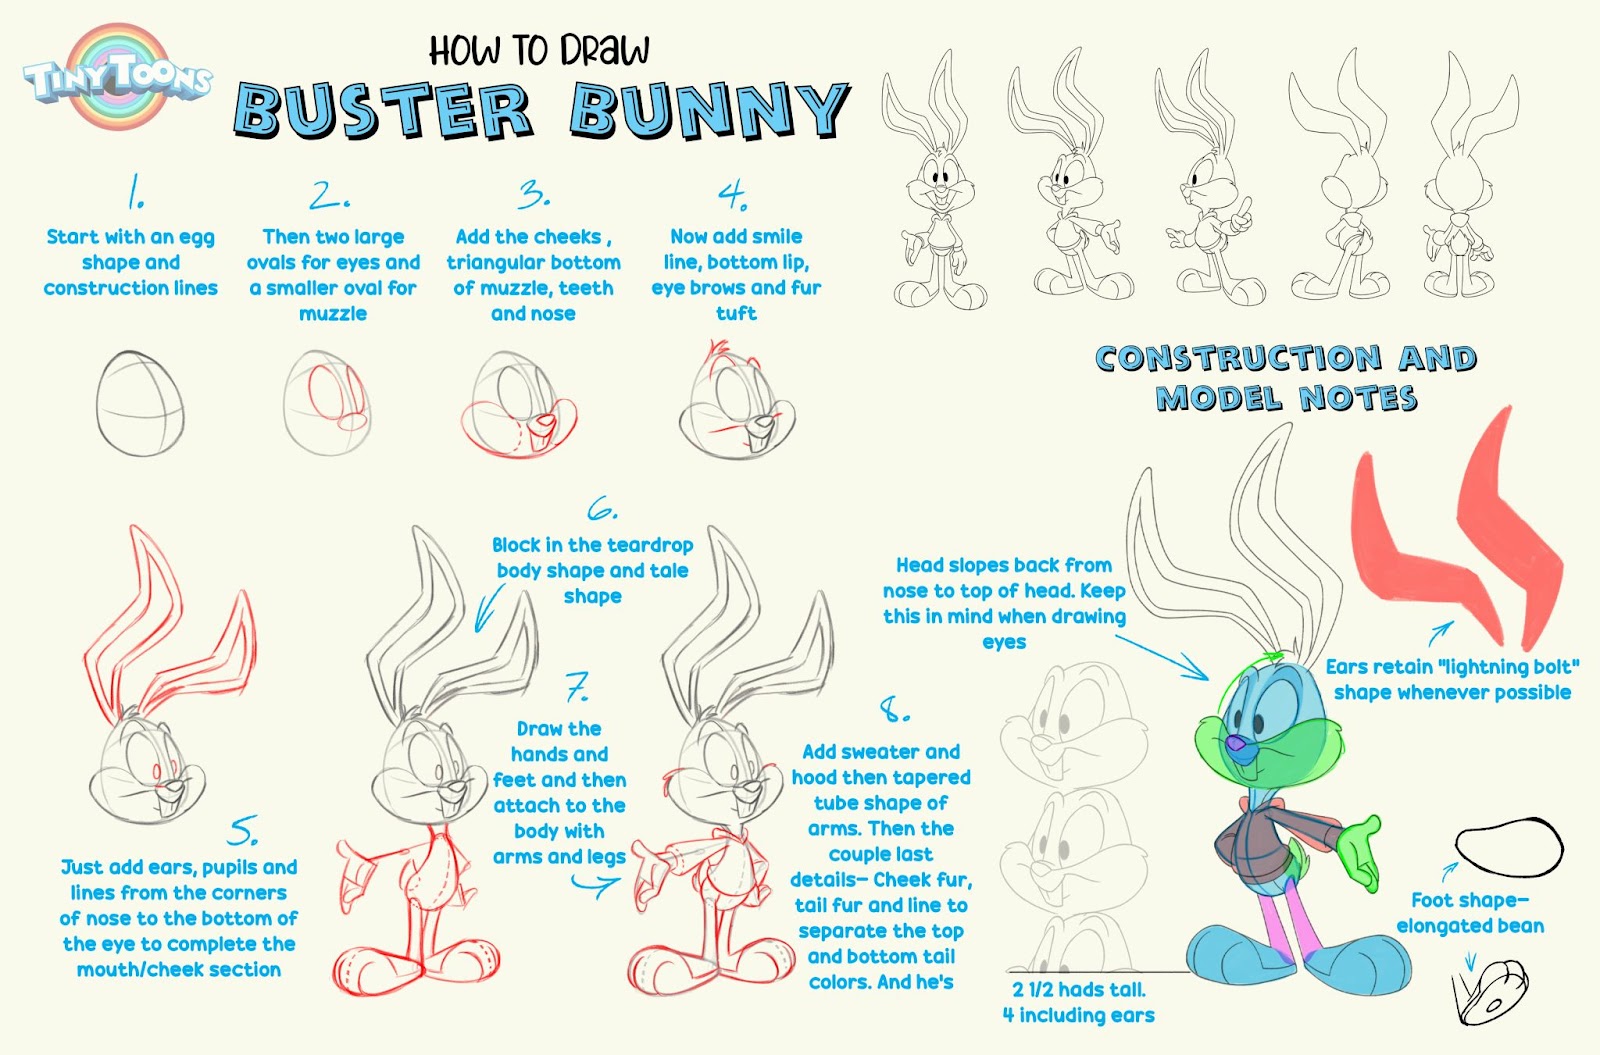 TINY TOONS
HOW TO DRAW
BUSTER BUNNY
1.
Start with an egg
shape and
construction lines
2.
Then two large
ovals for eyes and
a smaller oval for
muzzle
3.
Add the cheeks ,
triangular bottom
of muzzle, teeth
and nose
4.
Now add smile
line, bottom lip,
eye brows and fur
tuft
5.
Just add ears, pupils and
lines from the corners
of nose to the bottom of
the eye to complete the
mouth/cheek section
6.
Block in the teardrop
body shape and tale
shape
7.
Draw the
hands and
feet and then
attach to the
body with
arms and legs
8.
Add sweater and
hood then tapered
tube shape of
arms. Then the
couple last
details- Cheek fur,
tail fur and line to
separate the top
and bottom tail
colors. And he's
CONSTRUCTION AND
MODEL NOTES
Head slopes back from
nose to top of head. Keep
this in mind when drawing
eyes
Ears retain "lightning bolt"
shape whenever possible
Foot shape-
elongated bean
2 1/2 hads tall.
4 including ears